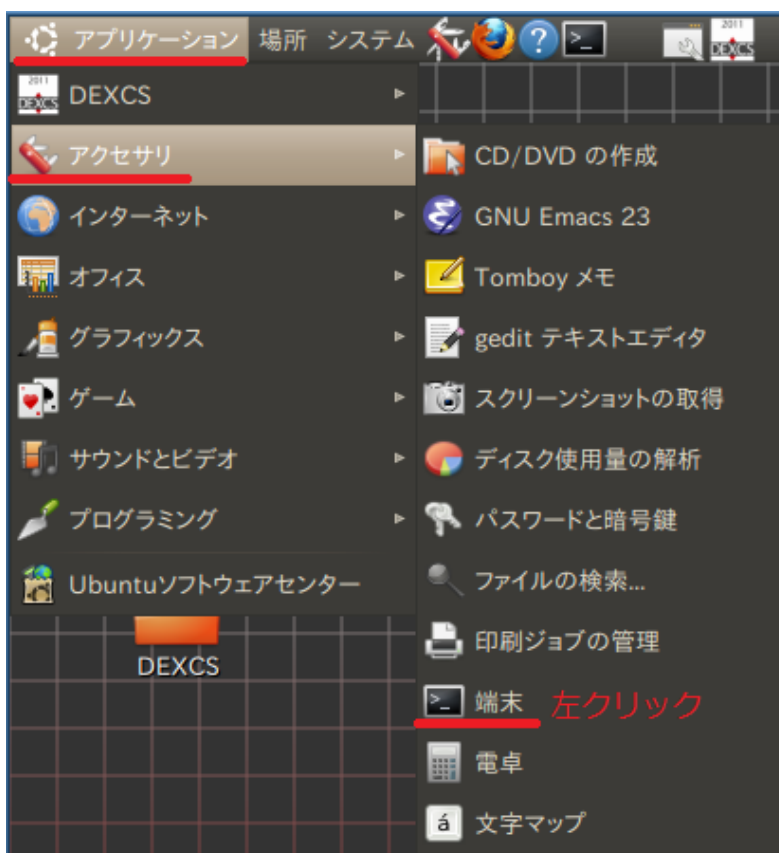 アプリケーション 場所 システム
2011
DEXCS
2011
DEXCS
DEXCS
アクセサリ
インターネット
オフィス
グラフィックス
ゲーム
サウンドとビデオ
プログラミング
Ubuntuソフトウェアセンター
CD/DVD の作成
GNU Emacs 23
Tomboy メモ
gedit テキストエディタ
スクリーンショットの取得
ディスク使用量の解析
パスワードと暗号鍵
ファイルの検索...
印刷ジョブの管理
端末 左クリック
電卓
á 文字マップ
DEXCS